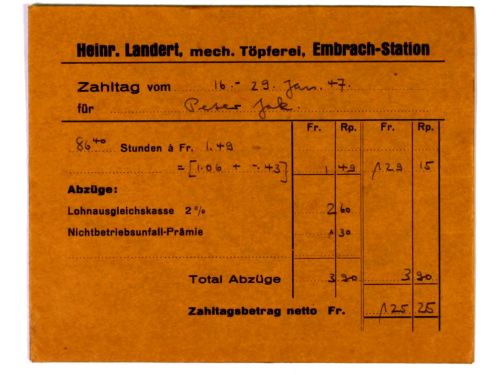 Heinr. Landert, mech. Töpferei, Embrach-Station
Zahltag vom 16.- 29. Jan. 47.
für Peter Jak.
Fr. Rp. Fr. Rp.
86 40 Stunden à Fr. 1.49
= [1.06 + -.43] 1 49 129 15
Abzüge:
Lohnausgleichskasse 2% 2 60
Nichtbetriebsunfall-Prämie 1 30
Total Abzüge 3 90 3 90
Zahltagsbetrag netto Fr. 125 25